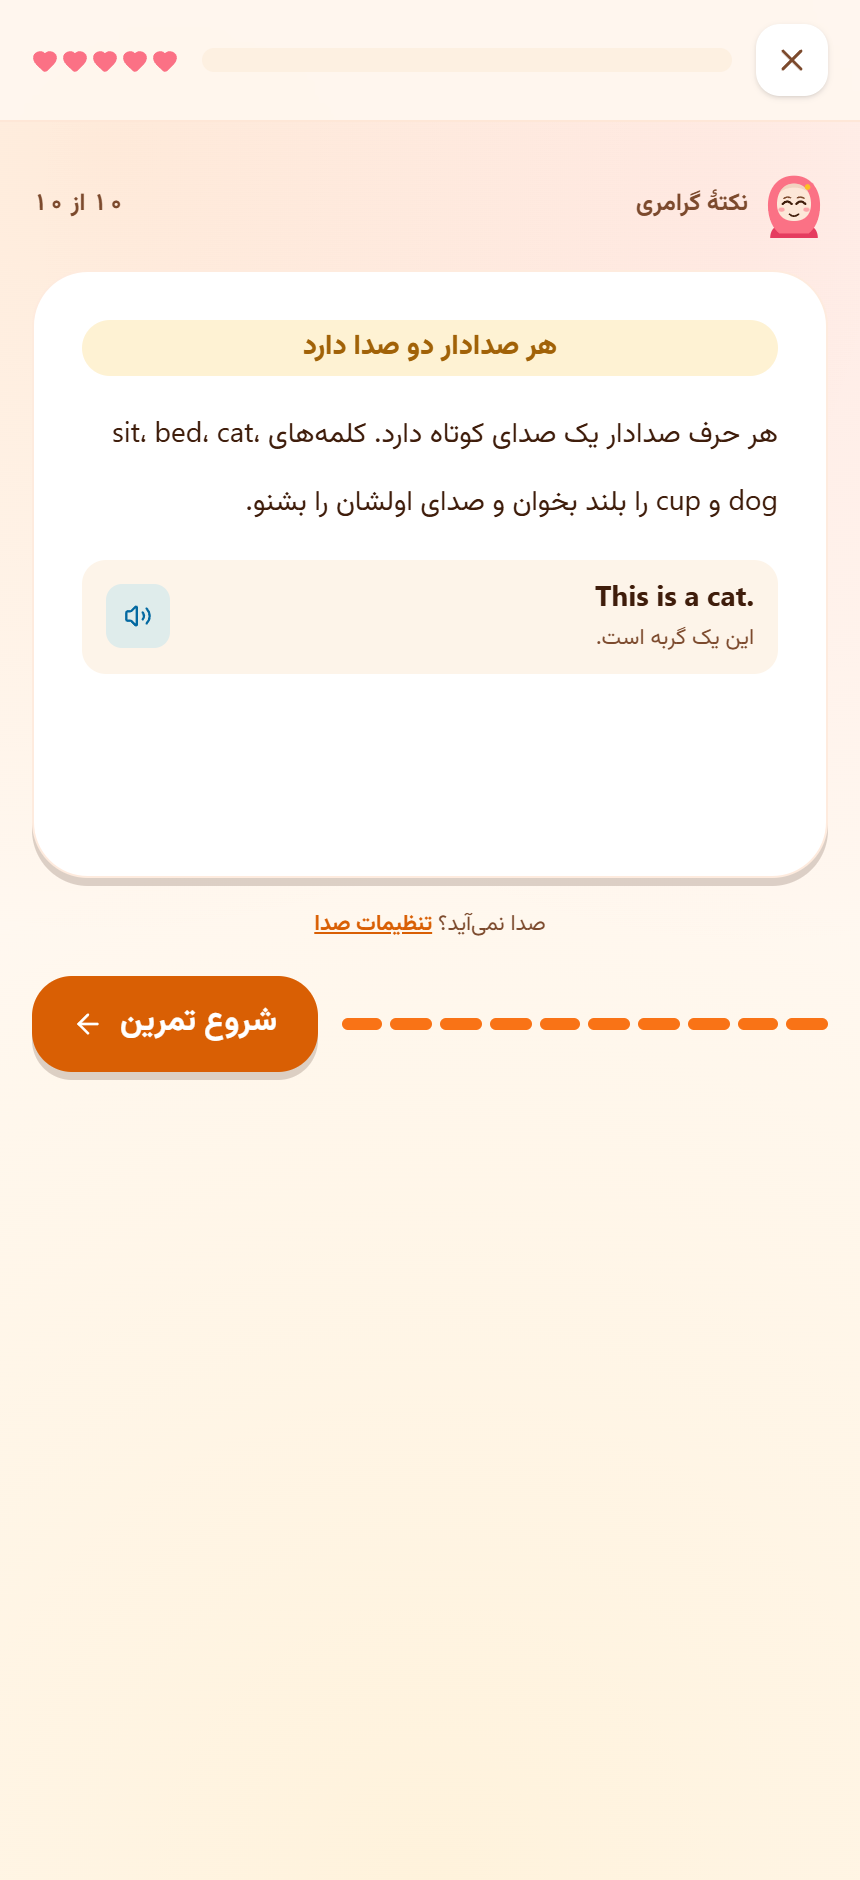 نکتهٔ گرامری
۱۰ از ۱۰
هر صدادار دو صدا دارد
هر حرف صدادار یک صدای کوتاه دارد. کلمه‌های sit، bed، cat،
dog و cup را بلند بخوان و صدای اولشان را بشنو.
This is a cat.
این یک گربه است.
صدا نمی‌آید؟ تنظیمات صدا
شروع تمرین